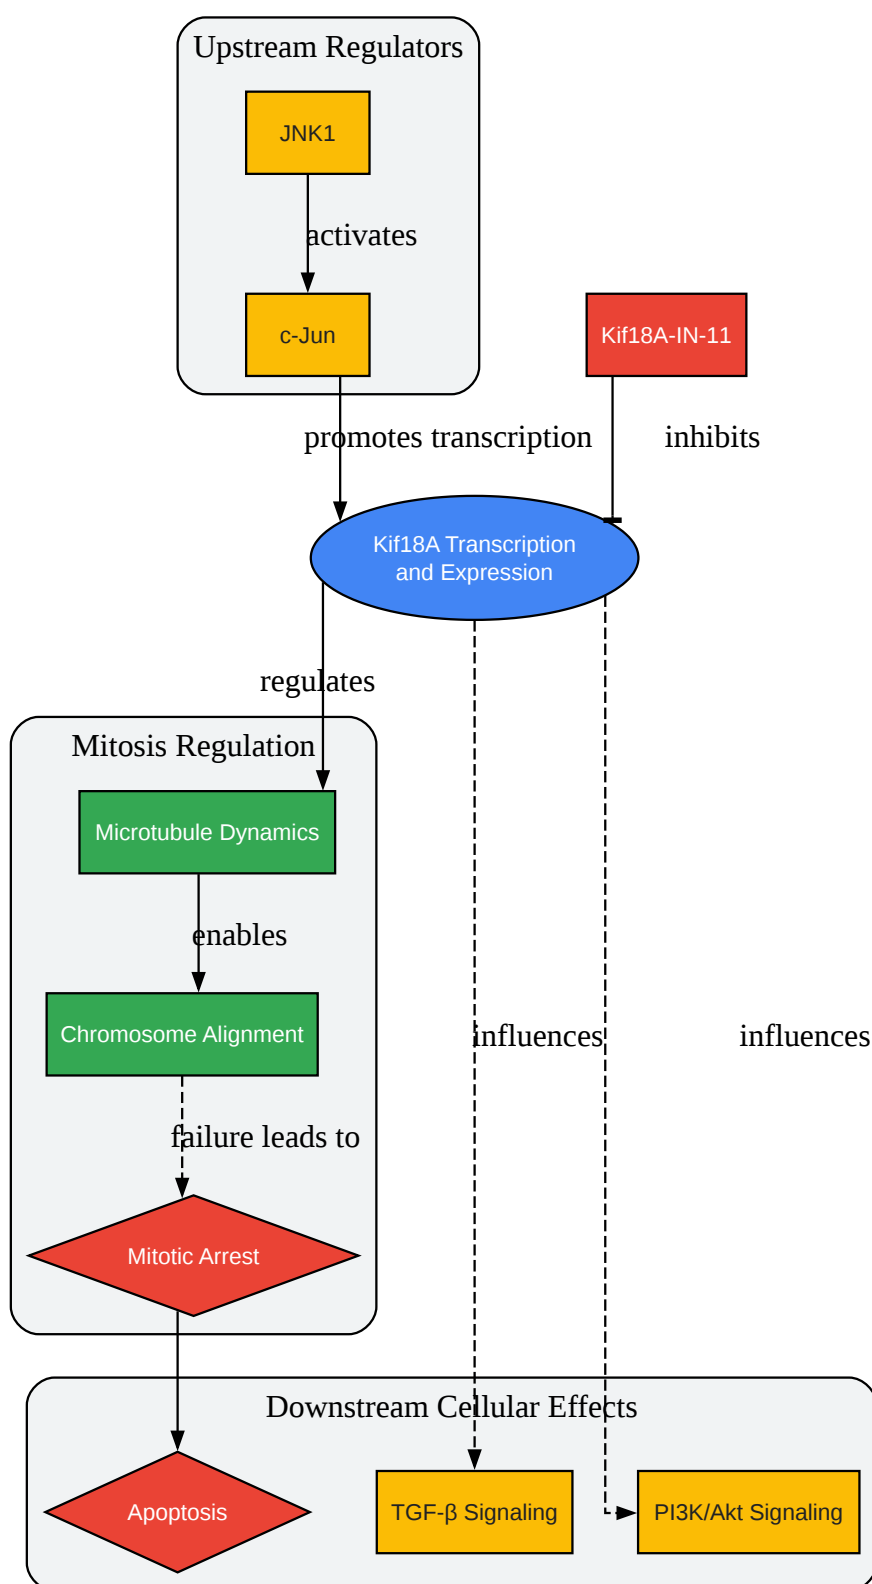 Upstream Regulators
JNK1
activates
c-Jun
Kif18A-IN-11
promotes transcription
inhibits
Kif18A Transcription
and Expression
regulates
Mitosis Regulation
Microtubule Dynamics
enables
Chromosome Alignment
influences
influences
failure leads to
Mitotic Arrest
Downstream Cellular Effects
Apoptosis
TGF-β Signaling
PI3K/Akt Signaling